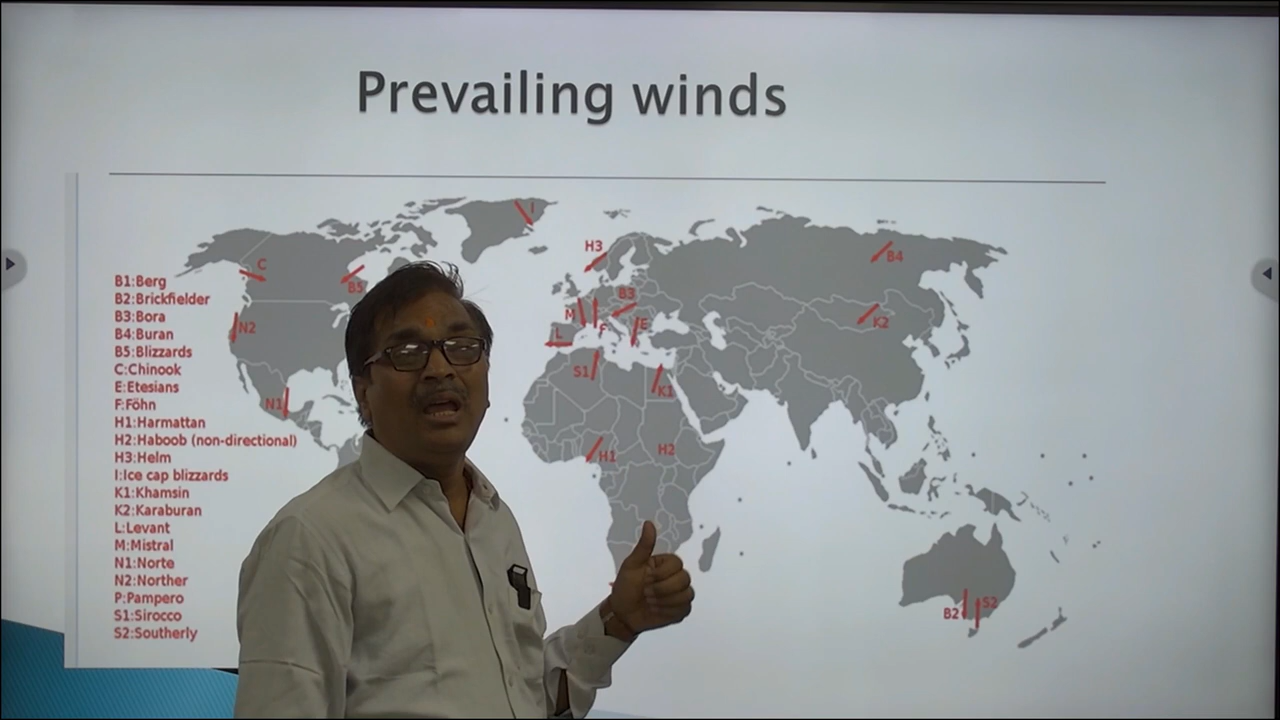 Prevailing winds
B1:Berg
B2:Brickfielder
B3:Bora
B4:Buran
B5:Blizzards
C:Chinook
E:Etesians
F:Föhn
H1:Harmattan
H2:Haboob (non-directional)
H3:Helm
I:Ice cap blizzards
K1:Khamsin
K2:Karaburan
L:Levant
M:Mistral
N1:Norte
N2:Norther
P:Pampero
S1:Sirocco
S2:Southerly
I
H3
C
B5
B4
B3
N2
M
F
E
K2
L
S1
K1
N1
H1
H2
B2
S2